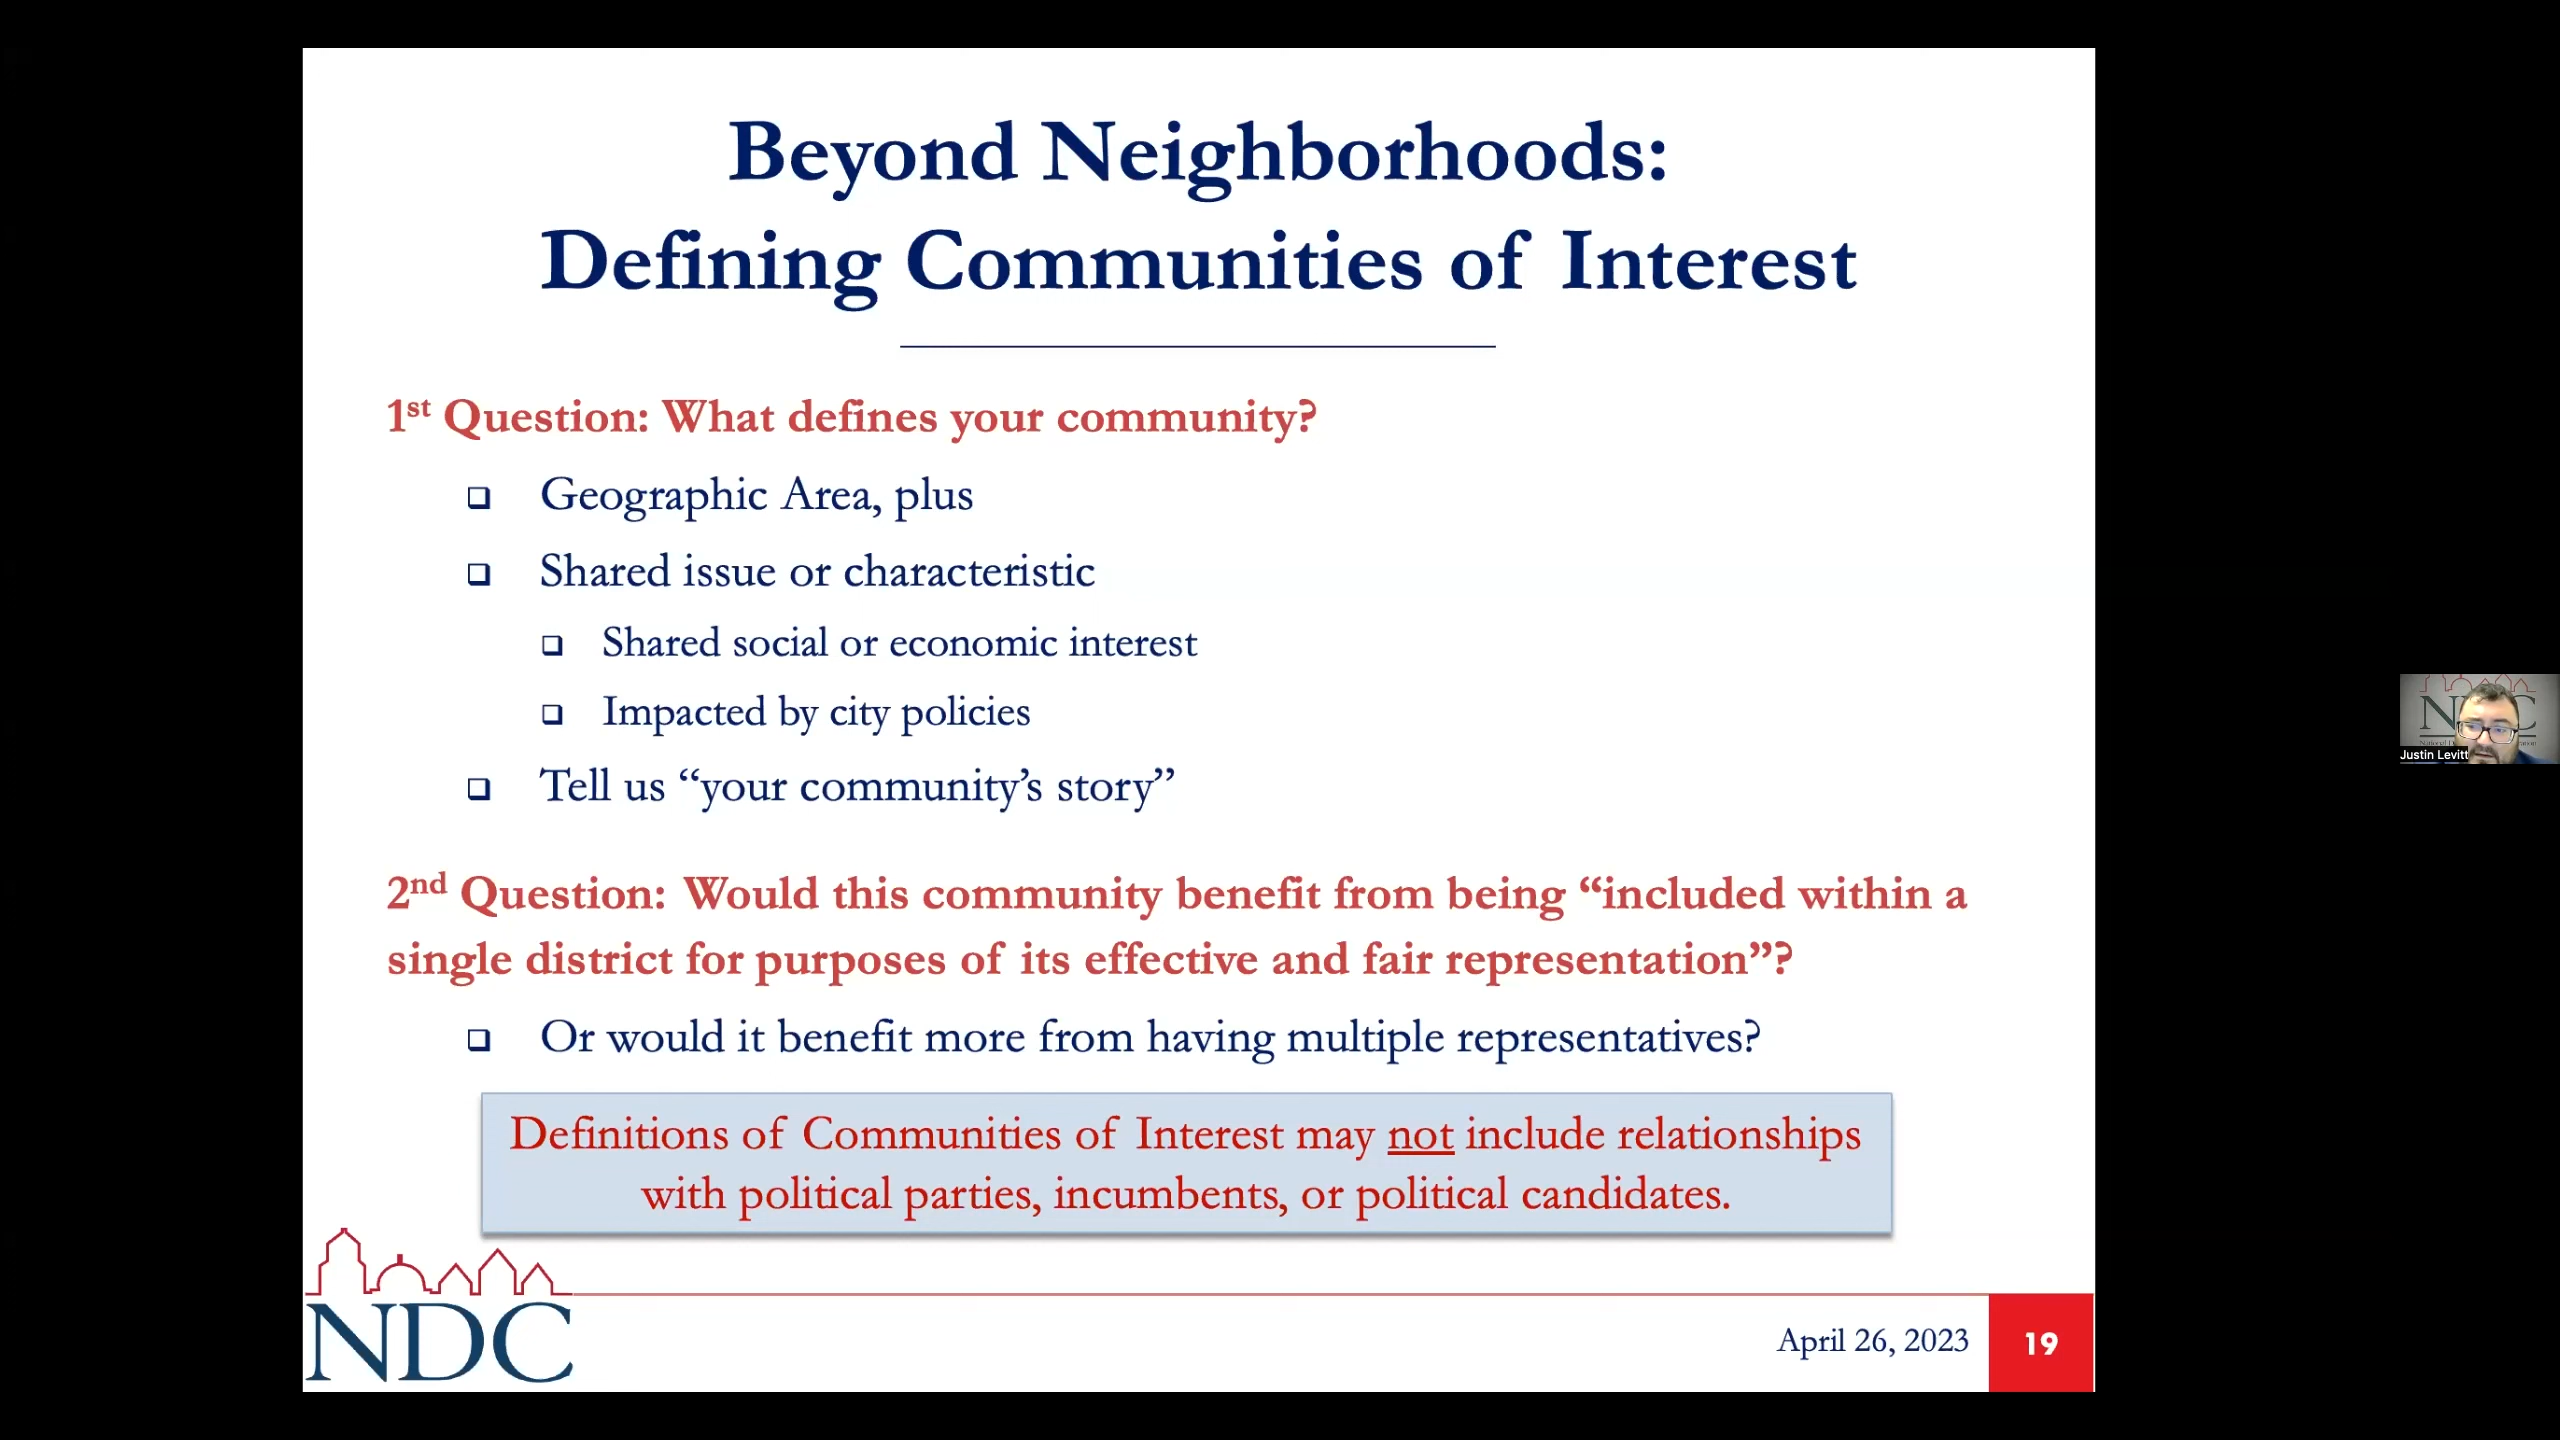 Beyond Neighborhoods:
Defining Communities of Interest
1st Question: What defines your community?
Geographic Area, plus
Shared issue or characteristic
Shared social or economic interest
Impacted by city policies
Tell us “your community’s story”
2nd Question: Would this community benefit from being “included within a
single district for purposes of its effective and fair representation”?
Or would it benefit more from having multiple representatives?
Definitions of Communities of Interest may not include relationships
with political parties, incumbents, or political candidates.
NDC
April 26, 2023
19
Justin Levitt